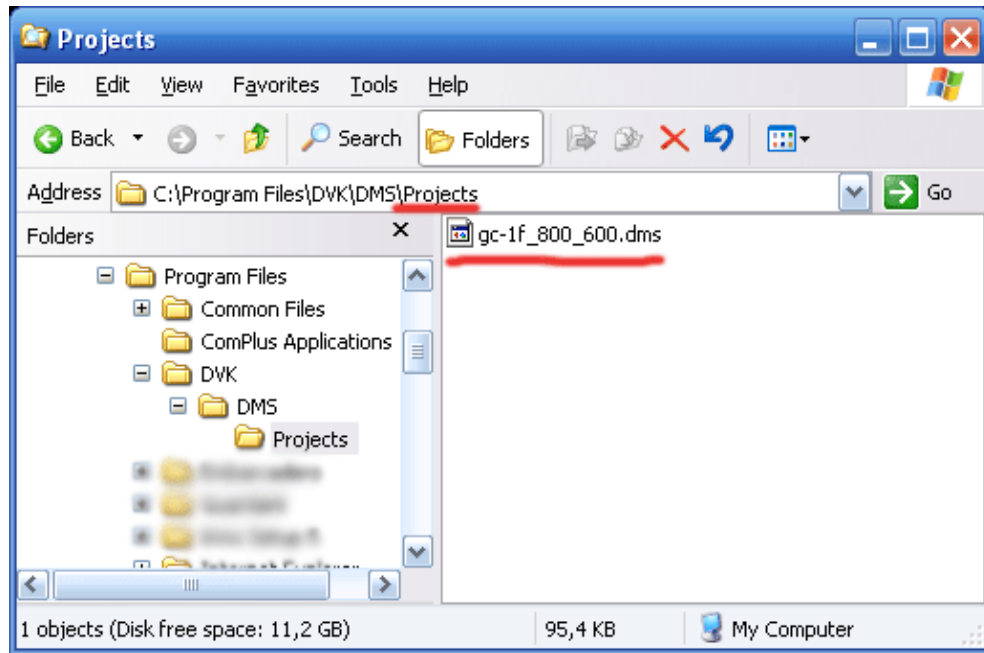 Projects
File Edit View Favorites Tools Help
Back Search Folders
Address C:\Program Files\DVK\DMS\Projects Go
Folders
gc-1f_800_600.dms
Program Files
Common Files
ComPlus Applications
DVK
DMS
Projects
1 objects (Disk free space: 11,2 GB) 95,4 KB My Computer